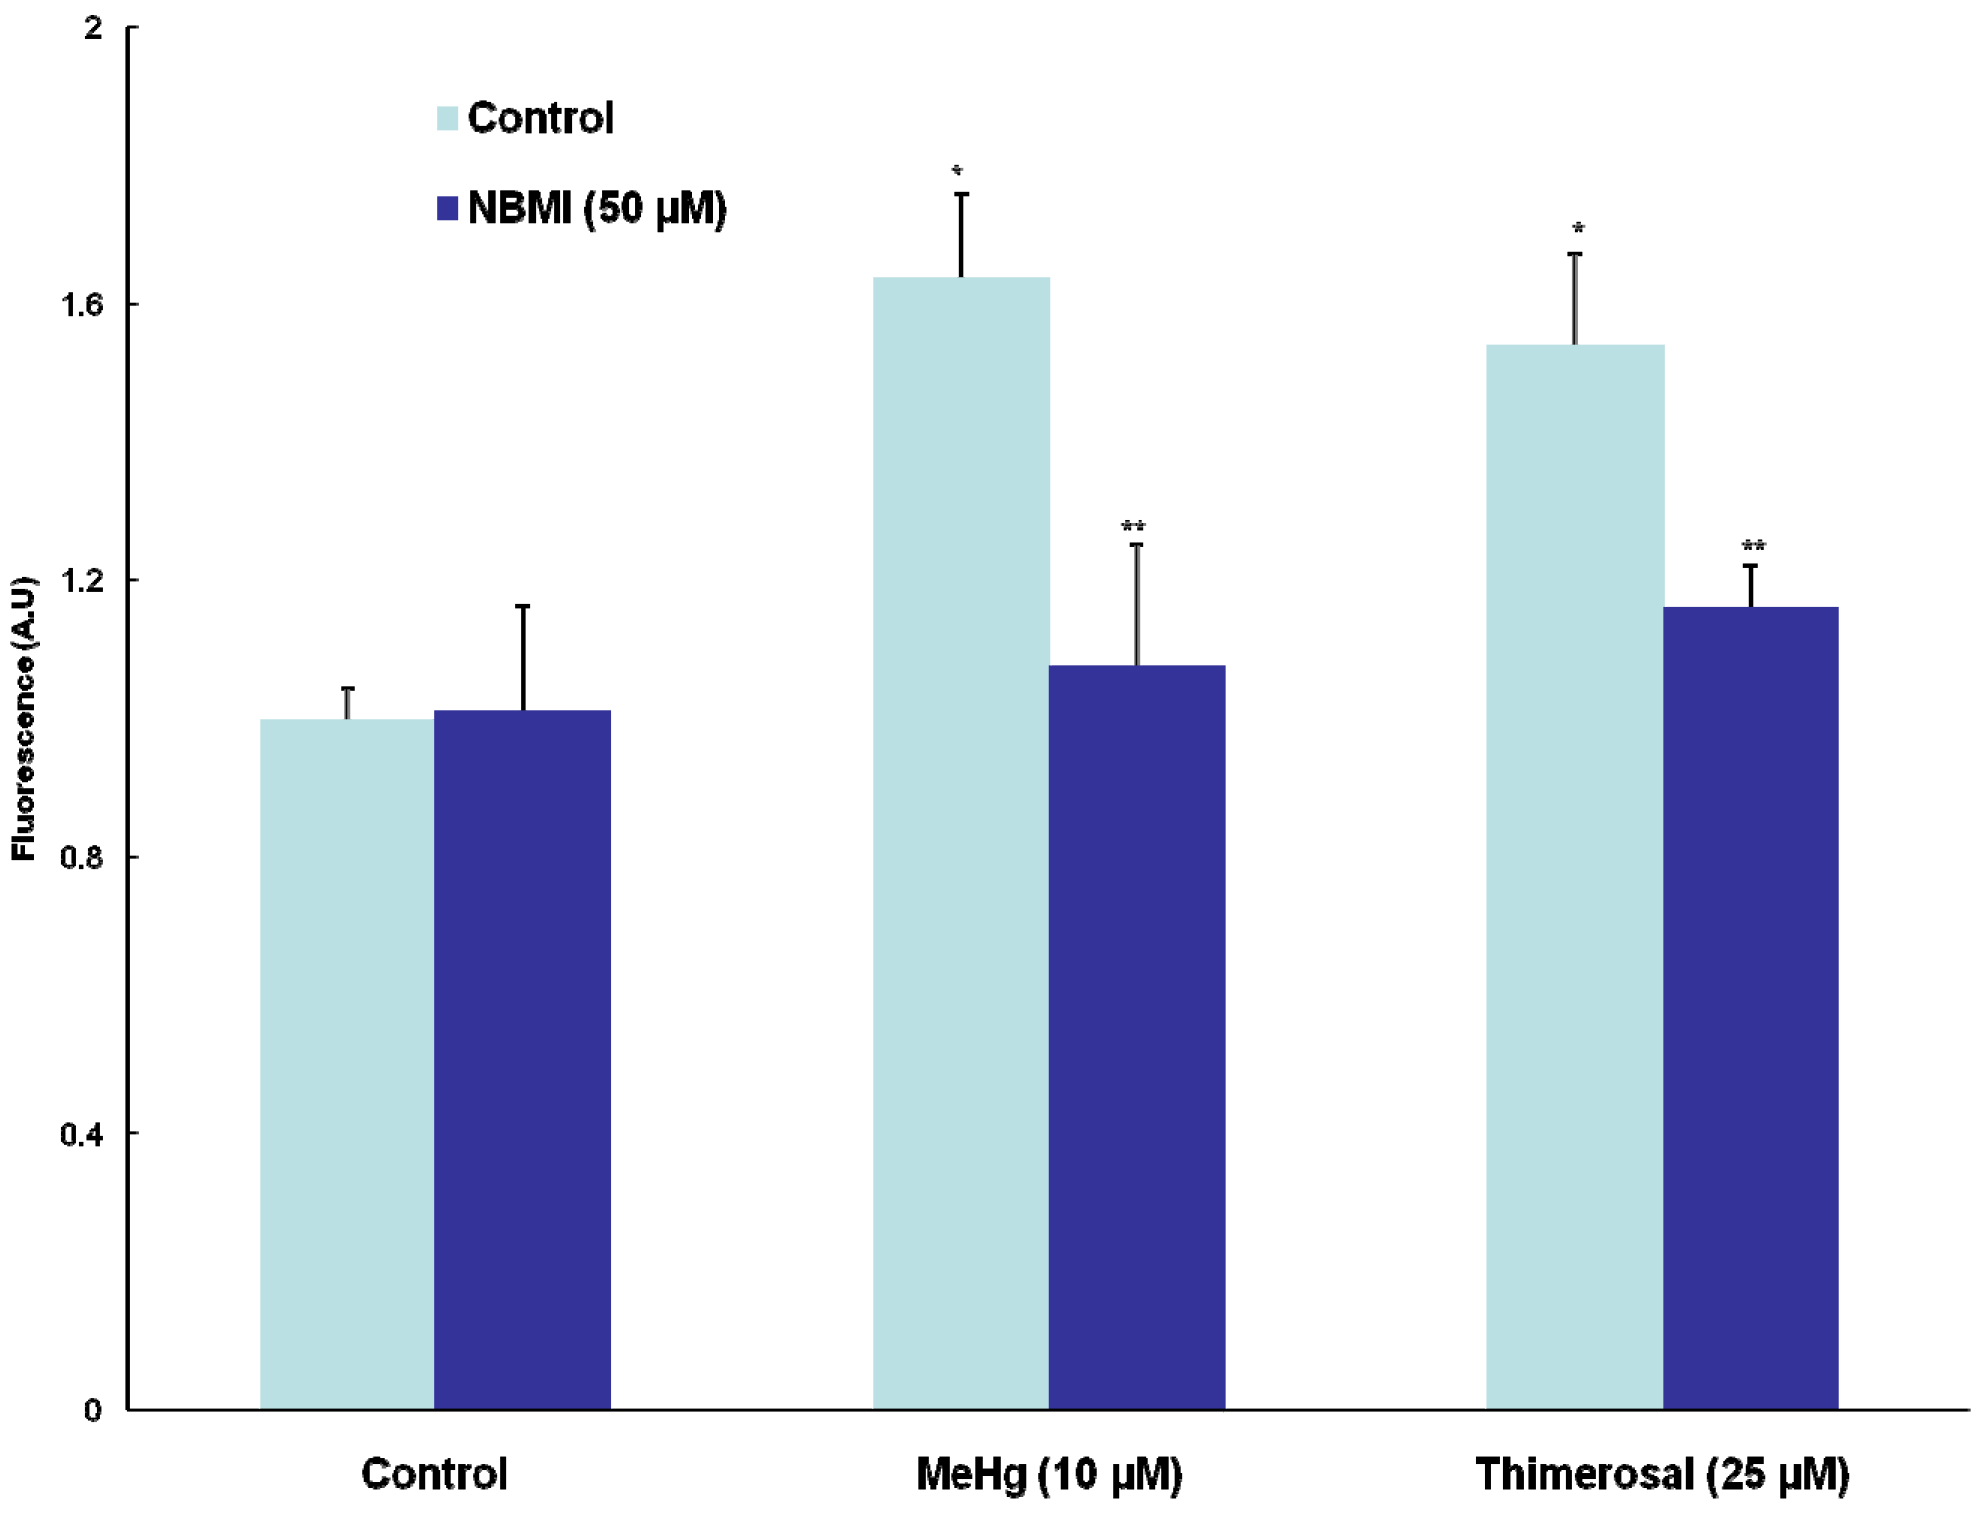 2
1.6
1.2
0.8
0.4
0
Fluorescence (A.U)
Control
NBMI (50 µM)
*
*
**
**
Control
MeHg (10 µM)
Thimerosal (25 µM)